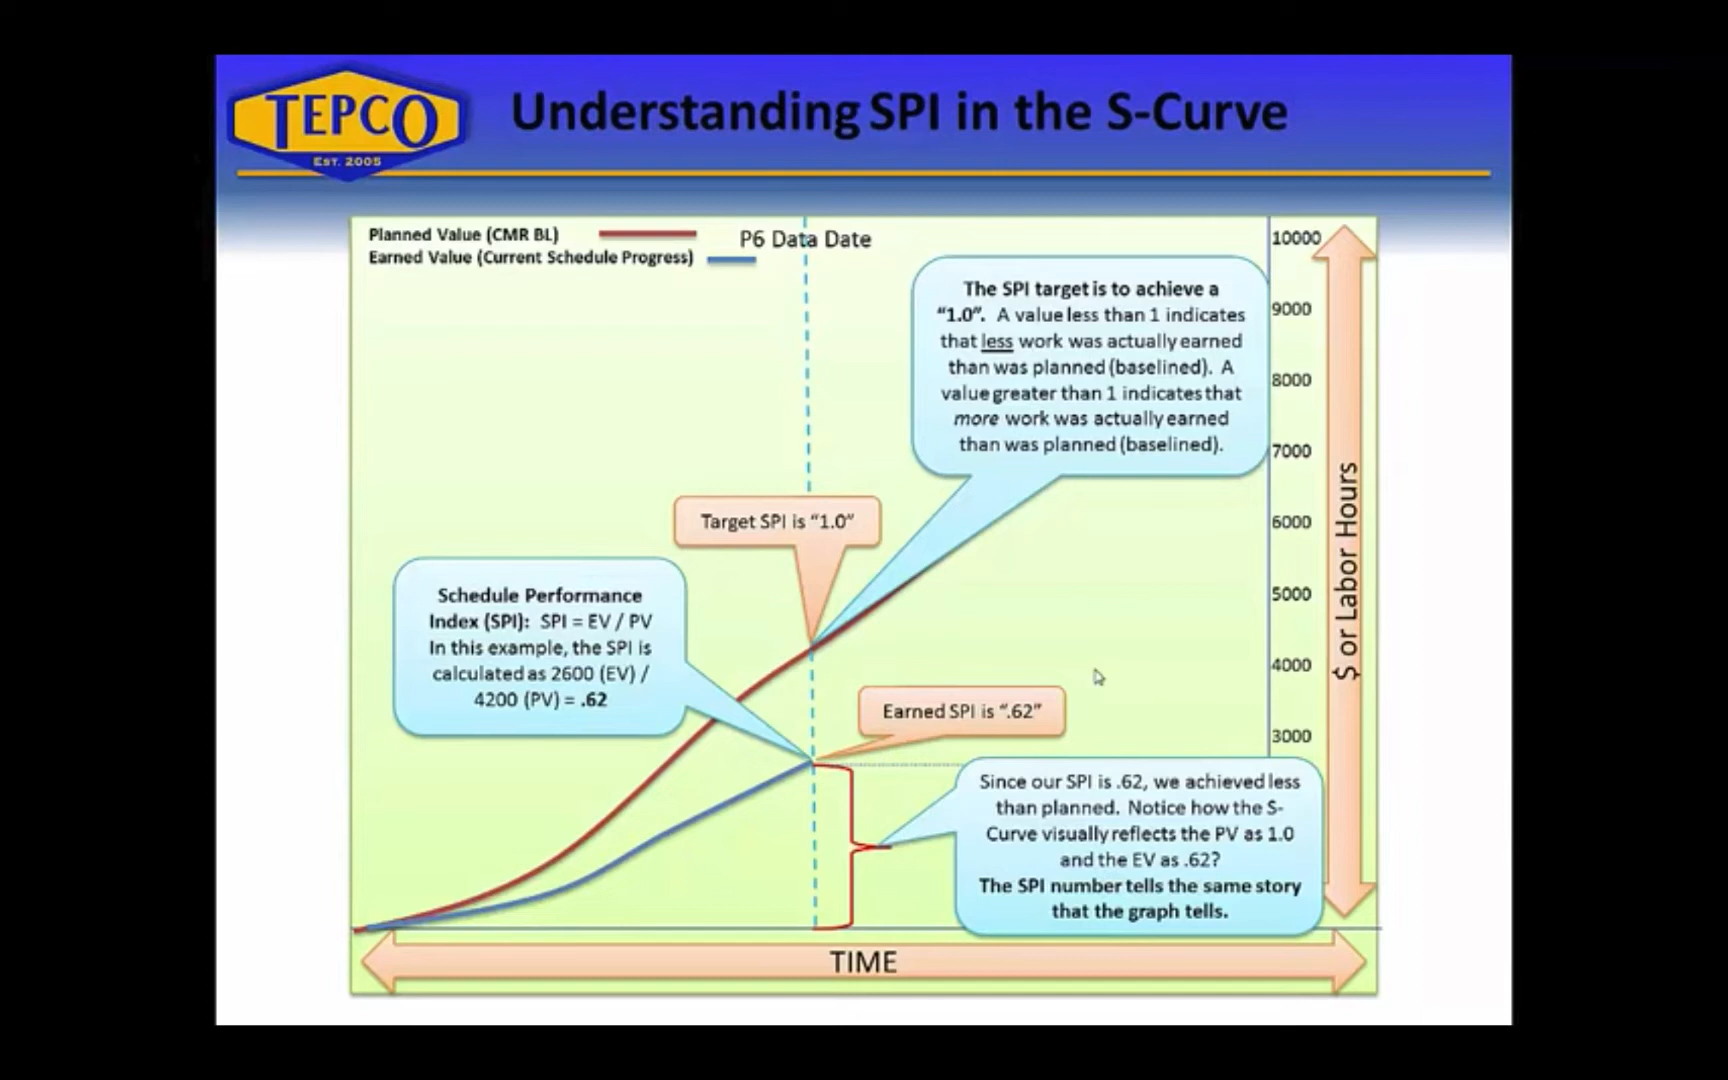 TEPCO
EST. 2005
Understanding SPI in the S-Curve
Planned Value (CMR BL)
Earned Value (Current Schedule Progress)
P6 Data Date
The SPI target is to achieve a
“1.0”. A value less than 1 indicates
that less work was actually earned
than was planned (baselined). A
value greater than 1 indicates that
more work was actually earned
than was planned (baselined).
10000
9000
8000
7000
6000
5000
4000
3000
$ or Labor Hours
Target SPI is “1.0”
Schedule Performance
Index (SPI): SPI = EV / PV
In this example, the SPI is
calculated as 2600 (EV) /
4200 (PV) = .62
Earned SPI is “.62”
Since our SPI is .62, we achieved less
than planned. Notice how the S-
Curve visually reflects the PV as 1.0
and the EV as .62?
The SPI number tells the same story
that the graph tells.
TIME